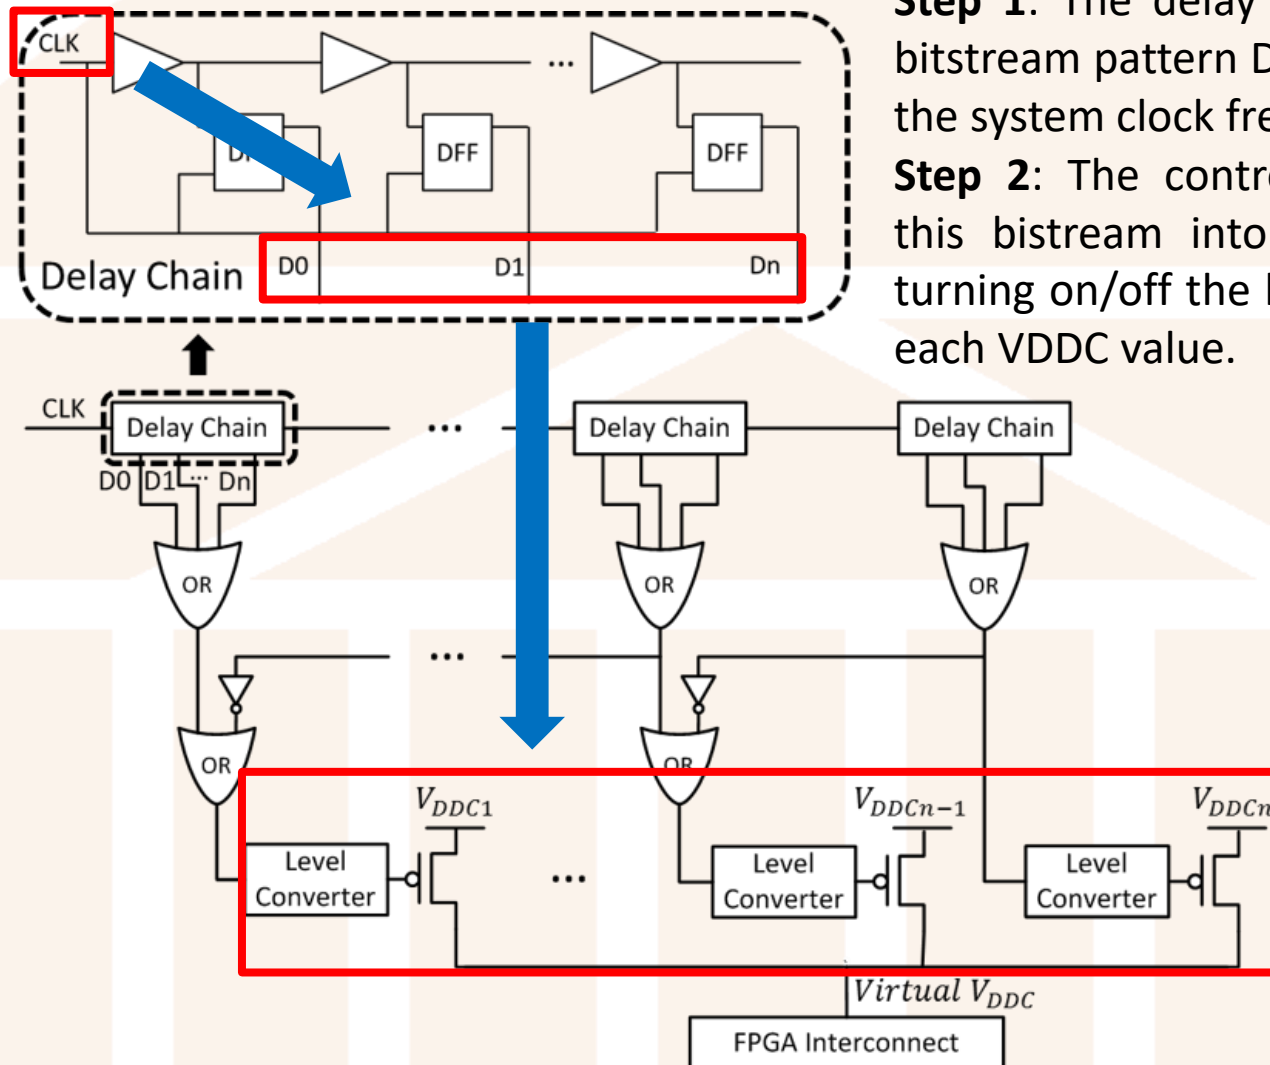 Step 1: The delay
bitstream pattern D
the system clock fre
Step 2: The contr
this bistream into
turning on/off the
each VDDC value.
CLK
DFF
DFF
D0
D1
Dn
Delay Chain
CLK
Delay Chain
...
Delay Chain
Delay Chain
D0 D1 ... Dn
OR
OR
OR
...
OR
OR
VDDC1
VDDCn−1
VDDCn
Level
Converter
...
Level
Converter
Level
Converter
Virtual VDDC
FPGA Interconnect